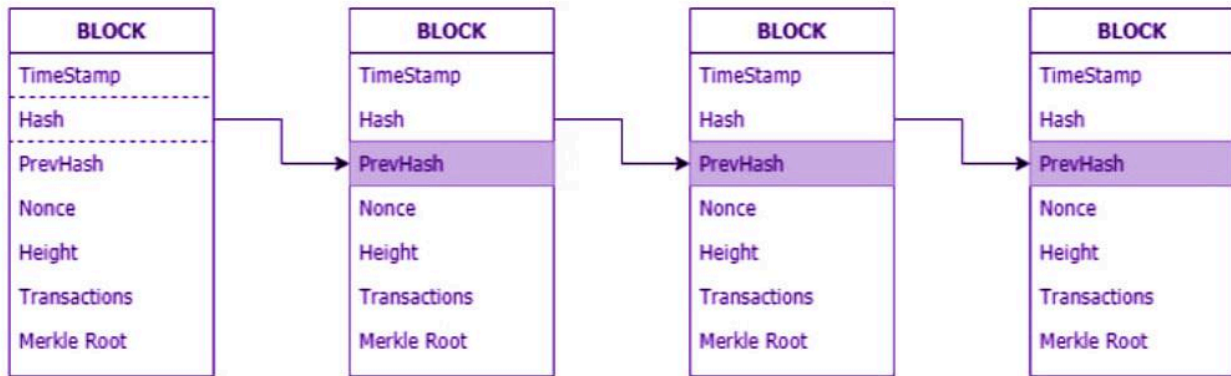 BLOCK
TimeStamp
Hash
PrevHash
Nonce
Height
Transactions
Merkle Root
BLOCK
TimeStamp
Hash
PrevHash
Nonce
Height
Transactions
Merkle Root
BLOCK
TimeStamp
Hash
PrevHash
Nonce
Height
Transactions
Merkle Root
BLOCK
TimeStamp
Hash
PrevHash
Nonce
Height
Transactions
Merkle Root